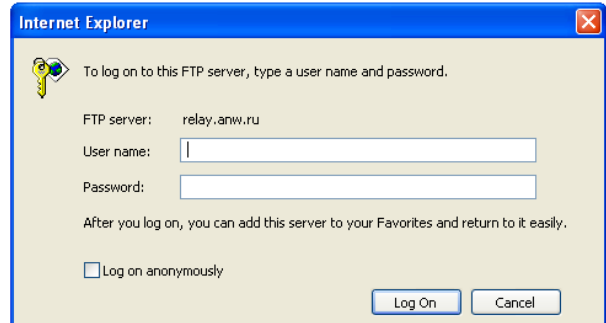 Internet Explorer
To log on to this FTP server, type a user name and password.
FTP server: relay.anw.ru
User name:
Password:
After you log on, you can add this server to your Favorites and return to it easily.
Log on anonymously
Log On Cancel